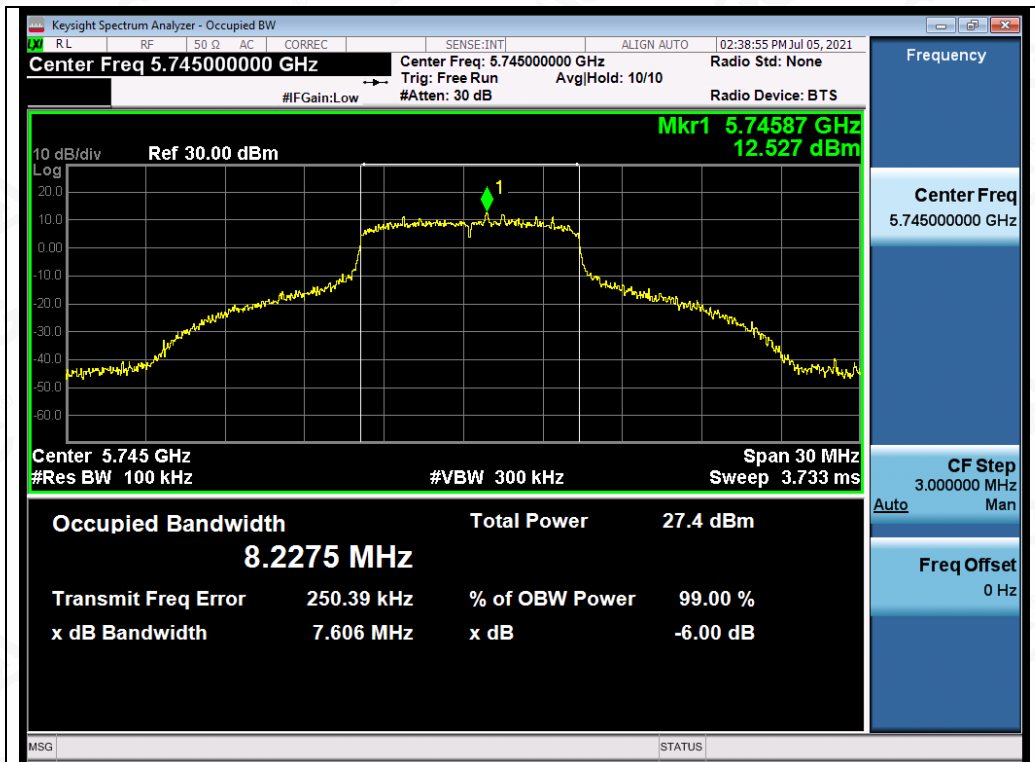 Keysight Spectrum Analyzer - Occupied BW
LXI RL RF 50 Ω AC CORREC SENSE:INT ALIGN AUTO 02:38:55 PM Jul 05, 2021
Center Freq 5.745000000 GHz
Center Freq: 5.745000000 GHz Radio Std: None
Trig: Free Run Avg|Hold: 10/10
#IFGain:Low #Atten: 30 dB Radio Device: BTS
Frequency
Mkr1 5.74587 GHz
12.527 dBm
10 dB/div Ref 30.00 dBm
Log
20.0
10.0
0.00
-10.0
-20.0
-30.0
-40.0
-50.0
-60.0
1
Center 5.745 GHz Span 30 MHz
#Res BW 100 kHz #VBW 300 kHz Sweep 3.733 ms
Center Freq
5.745000000 GHz
CF Step
3.000000 MHz
Auto Man
Freq Offset
0 Hz
Occupied Bandwidth Total Power 27.4 dBm
8.2275 MHz
Transmit Freq Error 250.39 kHz % of OBW Power 99.00 %
x dB Bandwidth 7.606 MHz x dB -6.00 dB
MSG STATUS